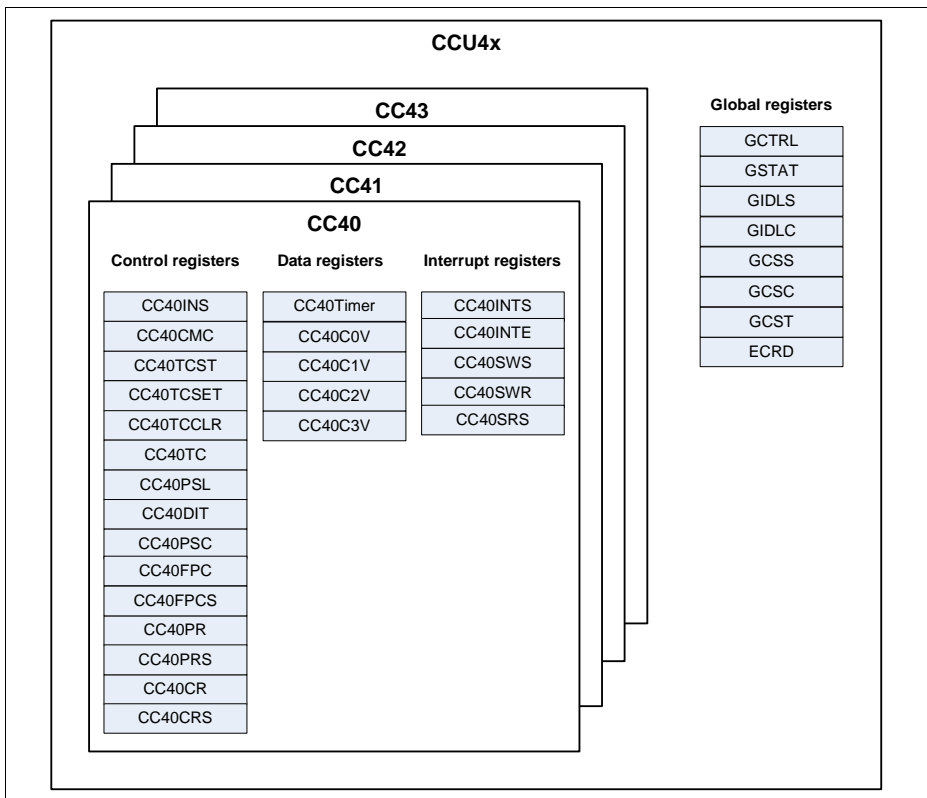 CCU4x
CC43
CC42
CC41
CC40
Control registers
CC40INS
CC40CMC
CC40TCST
CC40TCSET
CC40TCCLR
CC40TC
CC40PSL
CC40DIT
CC40PSC
CC40FPC
CC40FPCS
CC40PR
CC40PRS
CC40CR
CC40CRS
Data registers
CC40Timer
CC40C0V
CC40C1V
CC40C2V
CC40C3V
Interrupt registers
CC40INTS
CC40INTE
CC40SWS
CC40SWR
CC40SRS
Global registers
GCTRL
GSTAT
GIDLS
GIDLC
GCSS
GCSC
GCST
ECRD